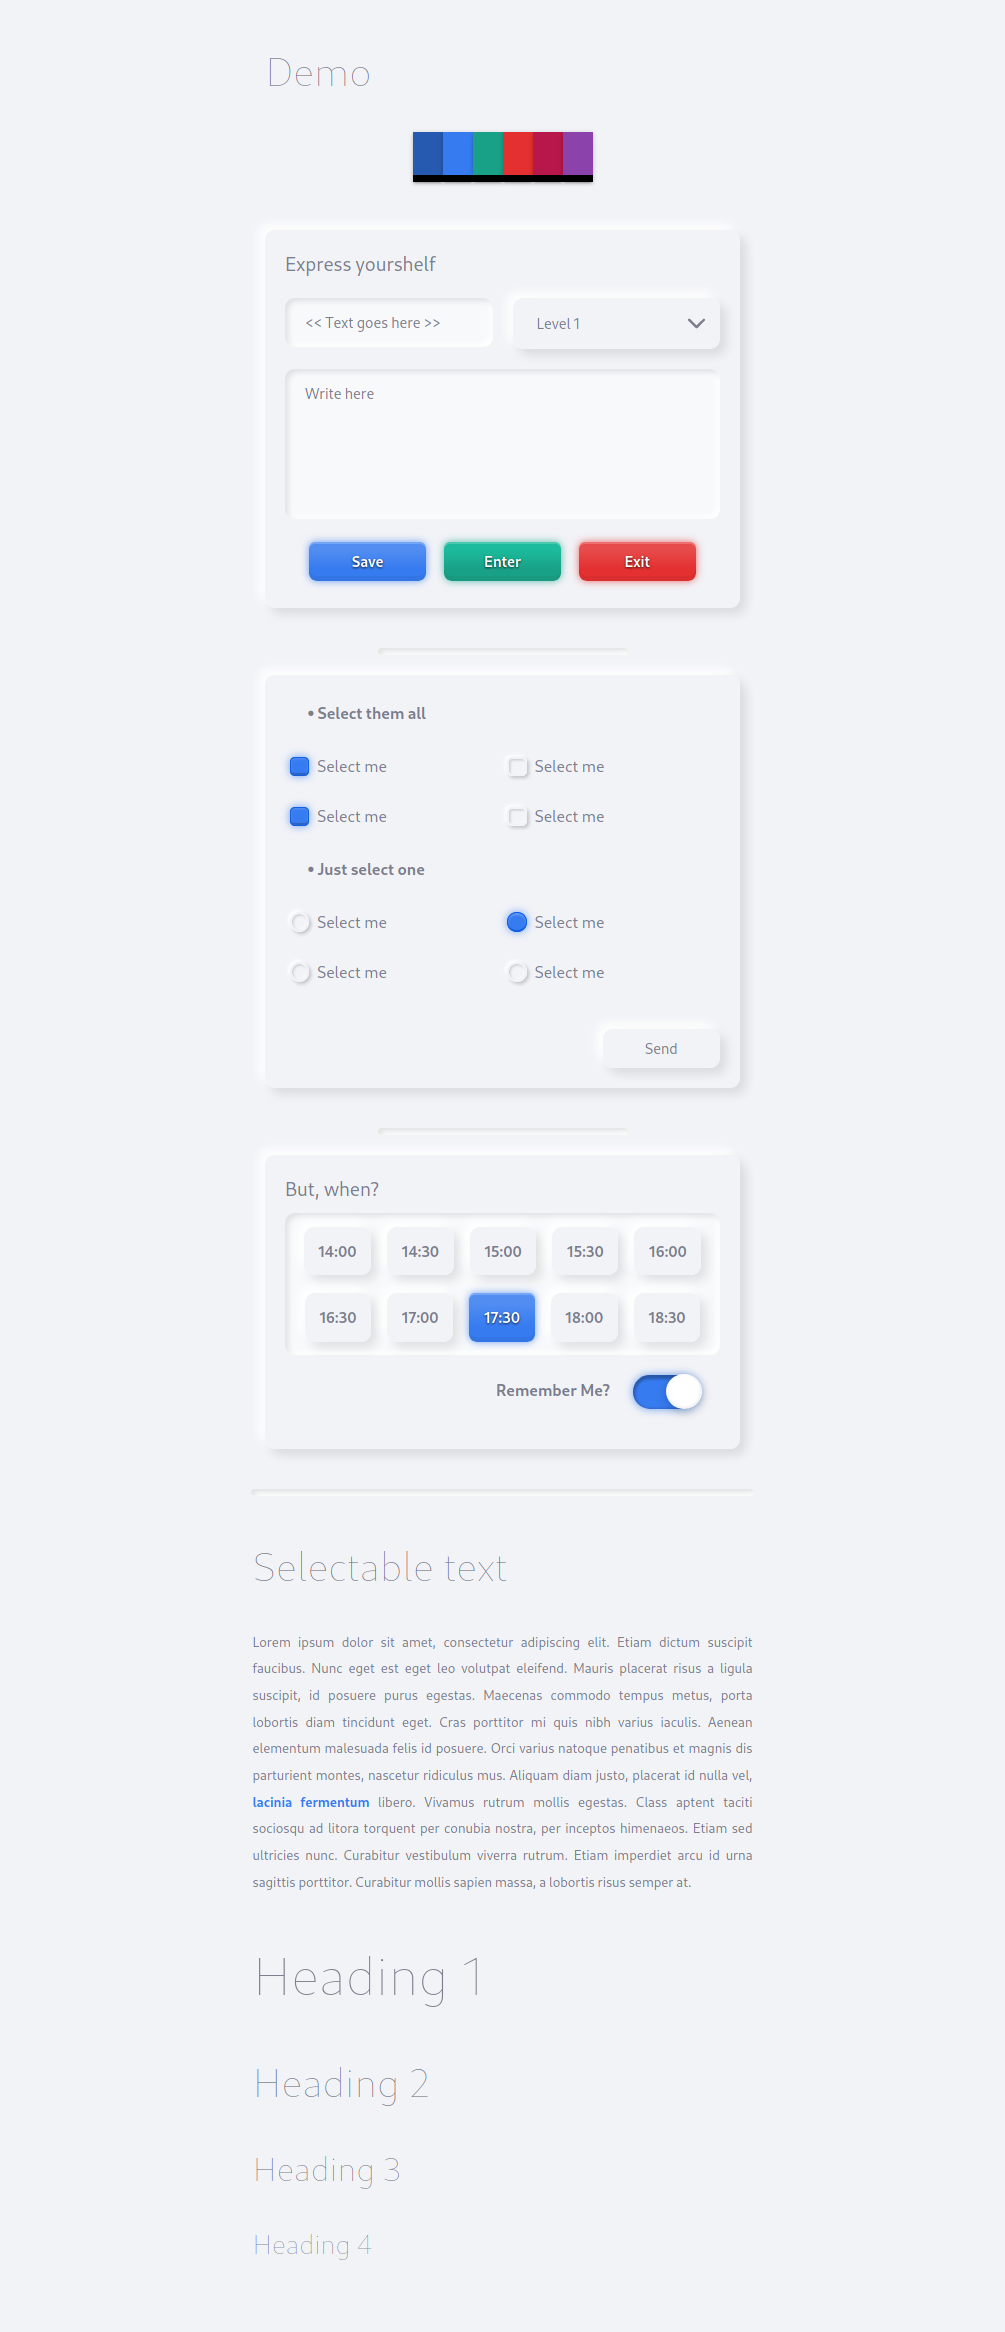 Demo
Express yourshelf
<< Text goes here >>
Level 1
Write here
Save
Enter
Exit
• Select them all
Select me
Select me
Select me
Select me
• Just select one
Select me
Select me
Select me
Select me
Send
But, when?
14:00
14:30
15:00
15:30
16:00
16:30
17:00
17:30
18:00
18:30
Remember Me?
Selectable text
Lorem ipsum dolor sit amet, consectetur adipiscing elit. Etiam dictum suscipit
faucibus. Nunc eget est eget leo volutpat eleifend. Mauris placerat risus a ligula
suscipit, id posuere purus egestas. Maecenas commodo tempus metus, porta
lobortis diam tincidunt eget. Cras porttitor mi quis nibh varius iaculis. Aenean
elementum malesuada felis id posuere. Orci varius natoque penatibus et magnis dis
parturient montes, nascetur ridiculus mus. Aliquam diam justo, placerat id nulla vel,
lacinia fermentum libero. Vivamus rutrum mollis egestas. Class aptent taciti
sociosqu ad litora torquent per conubia nostra, per inceptos himenaeos. Etiam sed
ultricies nunc. Curabitur vestibulum viverra rutrum. Etiam imperdiet arcu id urna
sagittis porttitor. Curabitur mollis sapien massa, a lobortis risus semper at.
Heading 1
Heading 2
Heading 3
Heading 4